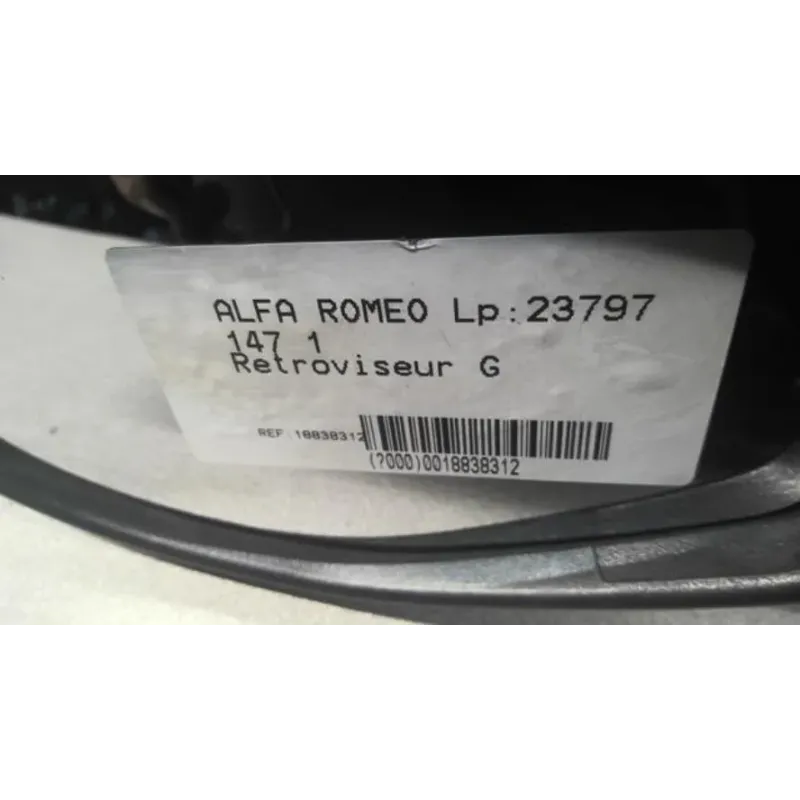 ALFA ROMEO Lp:23797
147 1
Retroviseur G
REF:18838312
(?000)0018838312